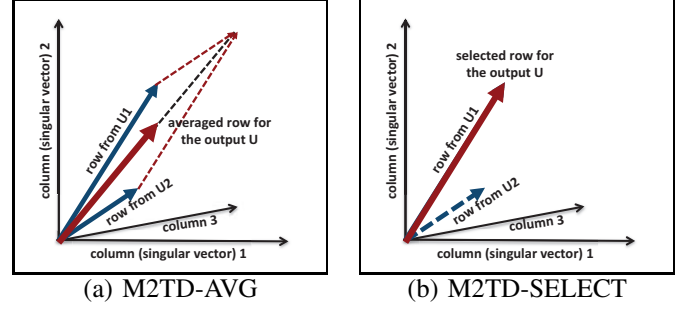 column (singular vector) 2
row from U1
averaged row for
the output U
row from U2
column 3
column (singular vector) 1
(a) M2TD-AVG
column (singular vector) 2
selected row for
the output U
row from U1
row from U2
column 3
column (singular vector) 1
(b) M2TD-SELECT